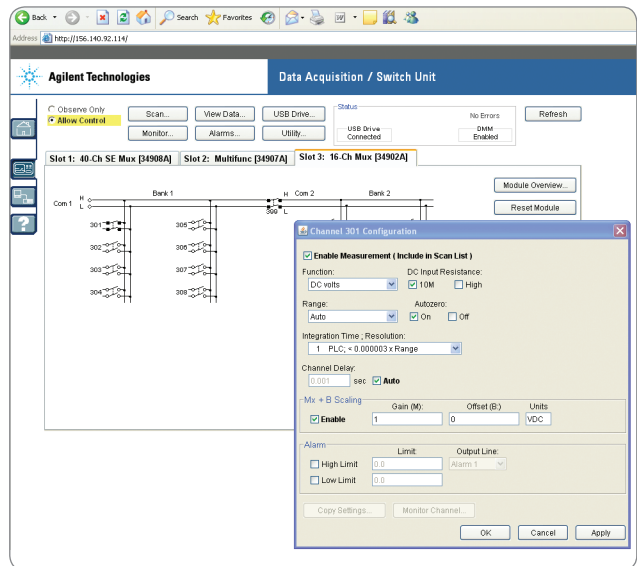 Back
Search
Favorites
Address http://156.140.92.114/
Agilent Technologies
Data Acquisition / Switch Unit
Observe Only
Allow Control
Scan...
View Data...
USB Drive...
Monitor...
Alarms...
Utility...
Status
No Errors
USB Drive
Connected
DMM
Enabled
Refresh
Slot 1: 40-Ch SE Mux [34908A]
Slot 2: Multifunc [34907A]
Slot 3: 16-Ch Mux [34902A]
Module Overview...
Reset Module
Com 1
H
L
Bank 1
H
L
Com 2
Bank 2
399
301
305
302
306
303
307
304
308
Channel 301 Configuration
Enable Measurement ( Include in Scan List )
Function:
DC Input Resistance:
DC volts
10M
High
Range:
Autozero:
Auto
On
Off
Integration Time ; Resolution:
1 PLC; < 0.000003 x Range
Channel Delay:
0.001 sec
Auto
Mx + B Scaling
Gain (M):
Offset (B:)
Units
Enable
1
0
VDC
Alarm
Limit:
Output Line:
High Limit
0.0
Alarm 1
Low Limit
0.0
Copy Settings...
Monitor Channel...
OK
Cancel
Apply